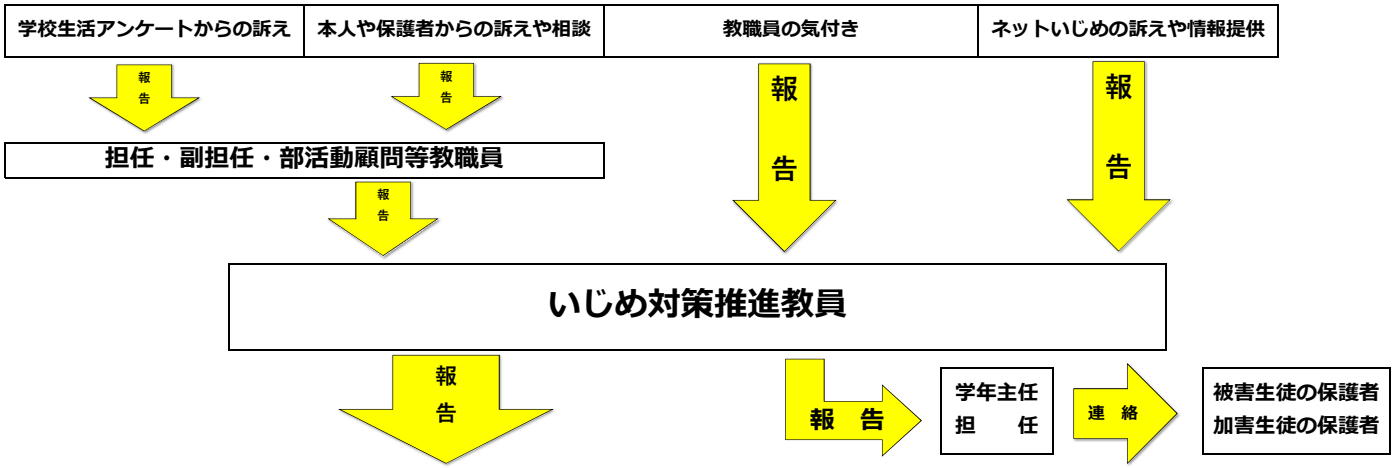 学校生活アンケートからの訴え
本人や保護者からの訴えや相談
教職員の気付き
ネットいじめの訴えや情報提供
報告
報告
報告
報告
担任・副担任・部活動顧問等教職員
報告
いじめ対策推進教員
報告
報　告
学年主任
担　　任
連　絡
被害生徒の保護者
加害生徒の保護者